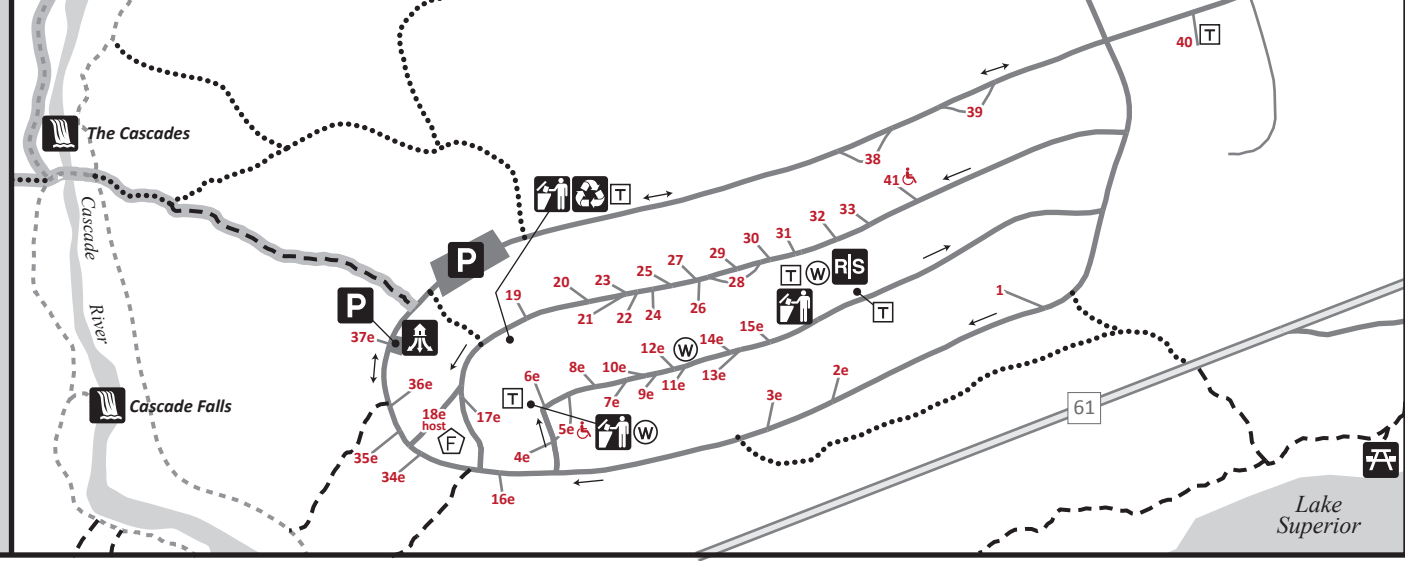 40 T
39
The Cascades
38
41
T
33
32
31
30
29
27
25
23
20
19
28
26
24
22
21
T W R|S
T
1
Cascade
River
P
P
37e
15e
14e
W
12e
13e
11e
10e
9e
8e
7e
6e
2e
3e
36e
T
18e
host
17e
5e
W
F
4e
Cascade Falls
61
35e
34e
16e
Lake
Superior